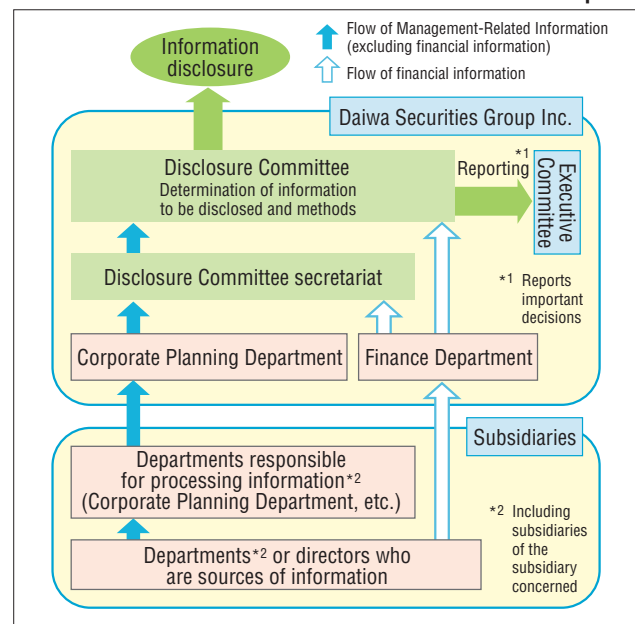 Information
disclosure
Flow of Management-Related Information
(excluding financial information)
Flow of financial information
Daiwa Securities Group Inc.
Disclosure Committee
Determination of information
to be disclosed and methods
*1
Reporting
Executive
Committee
Disclosure Committee secretariat
*1 Reports
important
decisions
Corporate Planning Department
Finance Department
Subsidiaries
Departments responsible
for processing information*2
(Corporate Planning Department, etc.)
*2 Including
subsidiaries
of the
subsidiary
concerned
Departments*2 or directors who
are sources of information